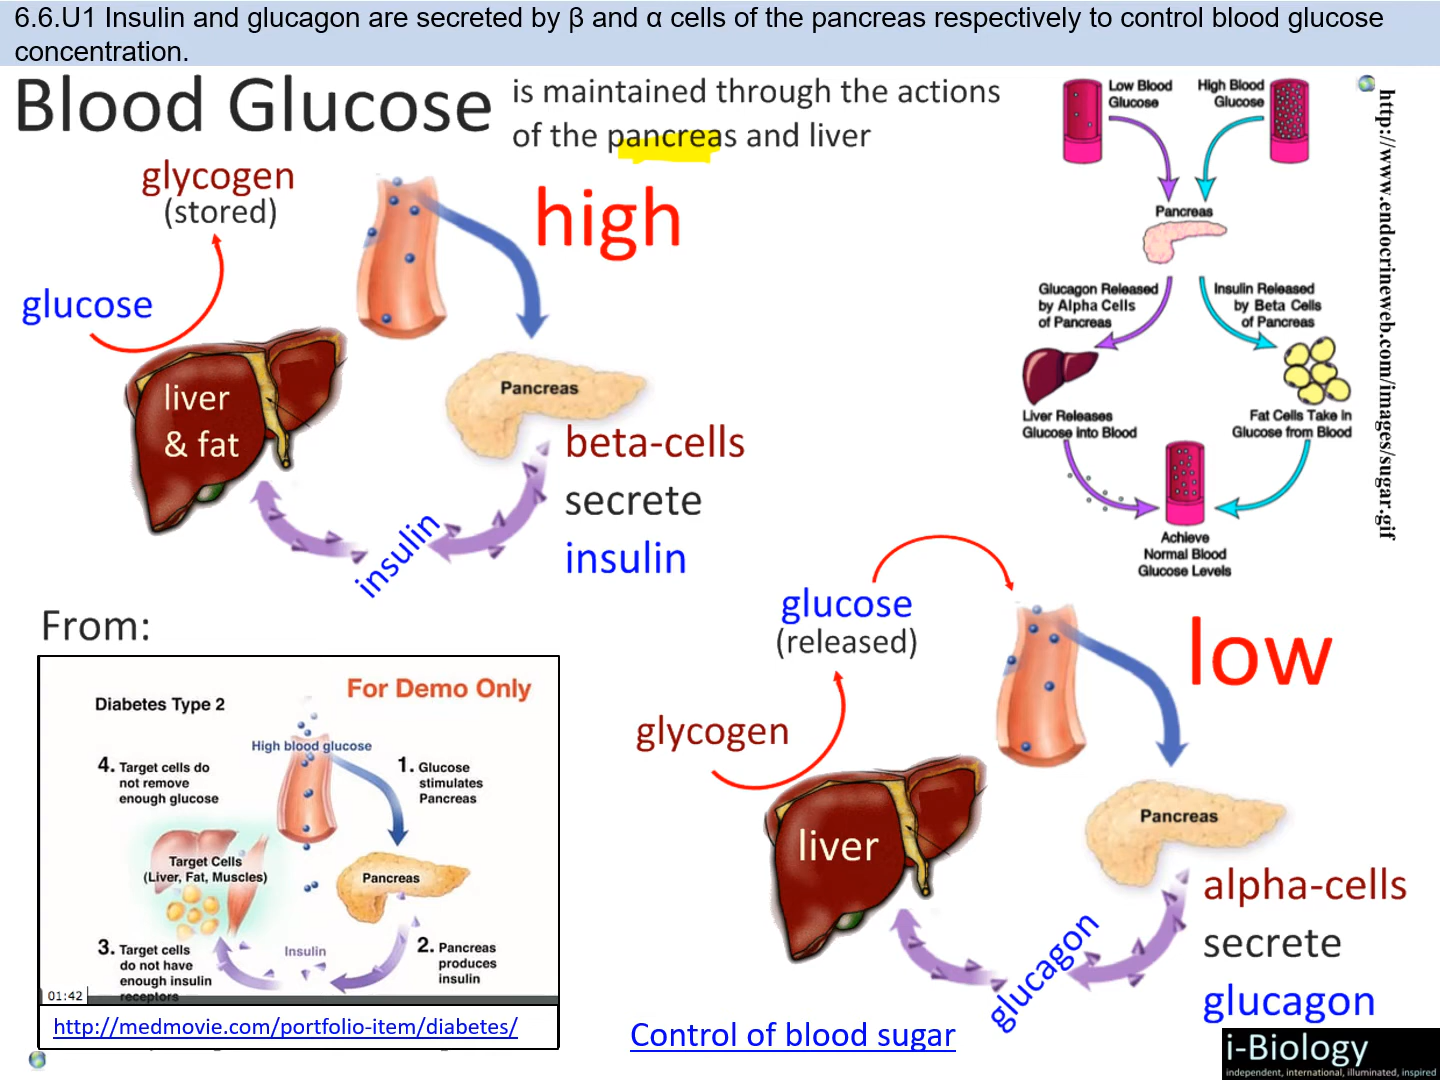 6.6.U1 Insulin and glucagon are secreted by β and α cells of the pancreas respectively to control blood glucose
concentration.
Blood Glucose
is maintained through the actions
of the pancreas and liver
glycogen
(stored)
glucose
high
liver
& fat
Pancreas
beta-cells
secrete
insulin
insulin
Low Blood
Glucose
High Blood
Glucose
Pancreas
Glucagon Released
by Alpha Cells
of Pancreas
Insulin Released
by Beta Cells
of Pancreas
Liver Releases
Glucose into Blood
Fat Cells Take in
Glucose from Blood
Achieve
Normal Blood
Glucose Levels
http://www.endocrineweb.com/images/sugar.gif
From:
For Demo Only
Diabetes Type 2
High blood glucose
1. Glucose
stimulates
Pancreas
4. Target cells do
not remove
enough glucose
Target Cells
(Liver, Fat, Muscles)
Pancreas
Insulin
2. Pancreas
produces
insulin
3. Target cells
do not have
enough insulin
receptors
01:42
http://medmovie.com/portfolio-item/diabetes/
glucose
(released)
low
glycogen
liver
Pancreas
alpha-cells
secrete
glucagon
glucagon
Control of blood sugar
i-Biology
independent, international, illuminated, inspired